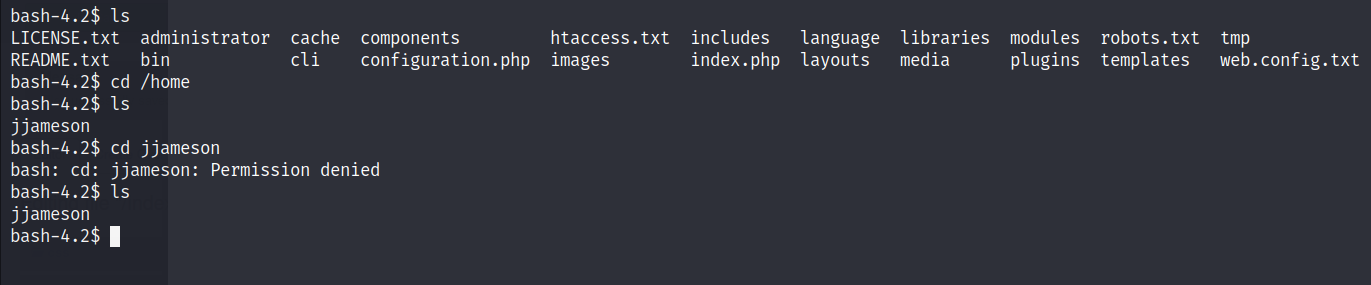 bash-4.2$ ls
LICENSE.txt  administrator  cache  components         htaccess.txt  includes   language  libraries  modules  robots.txt  tmp
README.txt   bin            cli    configuration.php  images        index.php  layouts   media      plugins  templates   web.config.txt
bash-4.2$ cd /home
bash-4.2$ ls
jjameson
bash-4.2$ cd jjameson
bash: cd: jjameson: Permission denied
bash-4.2$ ls
jjameson
bash-4.2$